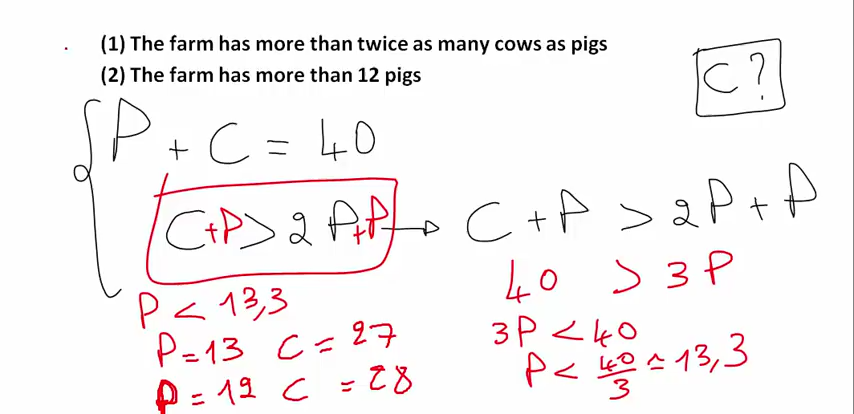 (1) The farm has more than twice as many cows as pigs
(2) The farm has more than 12 pigs
C ?
P + C = 40
C+P > 2P+P → C + P > 2P + P
40 > 3P
P < 13,3
3P < 40
P = 13 C = 27
P < 40/3 ≃ 13,3
P = 12 C = 28